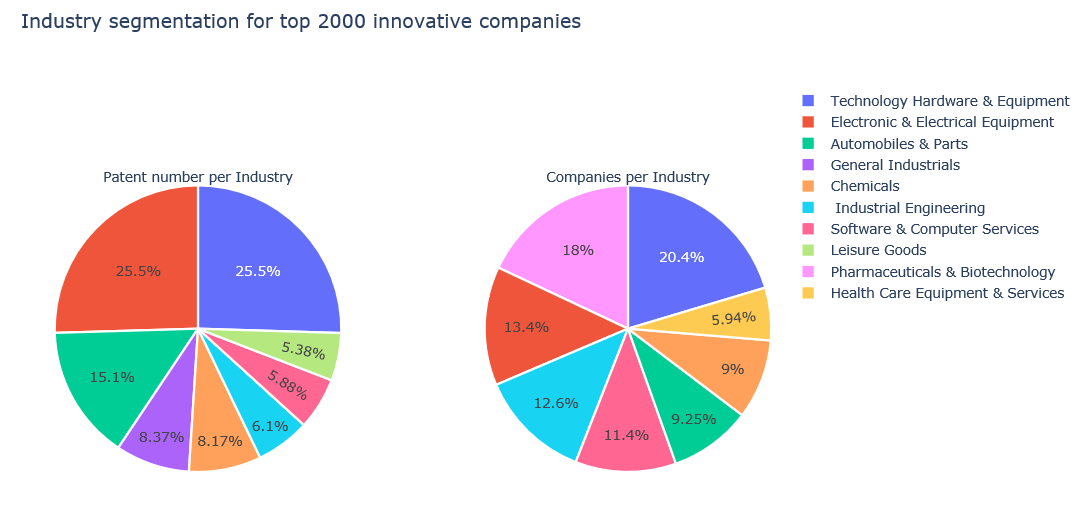 Industry segmentation for top 2000 innovative companies
Patent number per Industry
25.5%
25.5%
15.1%
8.37%
8.17%
6.1%
5.88%
5.38%
Companies per Industry
18%
20.4%
13.4%
5.94%
9%
12.6%
9.25%
11.4%
Technology Hardware & Equipment
Electronic & Electrical Equipment
Automobiles & Parts
General Industrials
Chemicals
Industrial Engineering
Software & Computer Services
Leisure Goods
Pharmaceuticals & Biotechnology
Health Care Equipment & Services